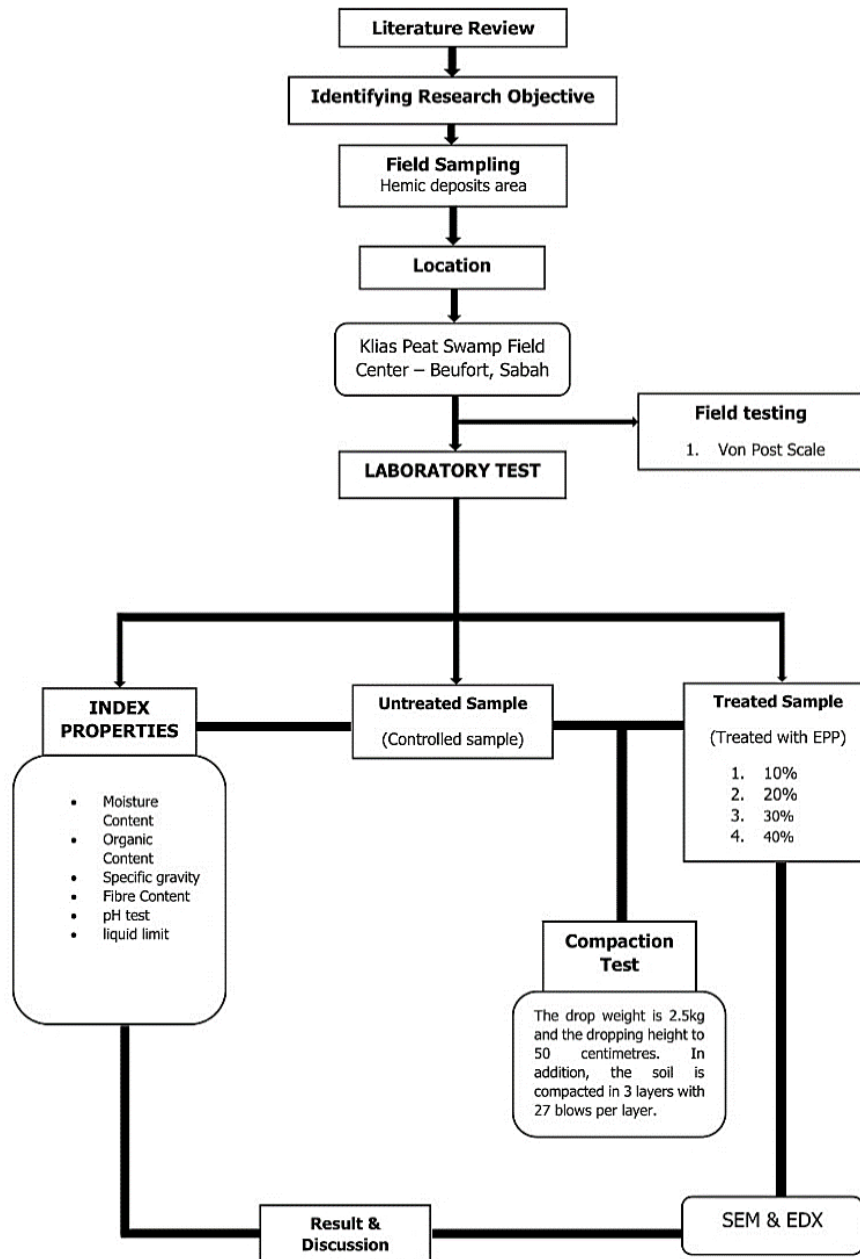 Literature Review
Identifying Research Objective
Field Sampling
Hemic deposits area
Location
Klias Peat Swamp Field
Center – Beufort, Sabah
Field testing
1. Von Post Scale
LABORATORY TEST
INDEX
PROPERTIES
• Moisture
Content
• Organic
Content
• Specific gravity
• Fibre Content
• pH test
• liquid limit
Untreated Sample
(Controlled sample)
Treated Sample
(Treated with EPP)
1. 10%
2. 20%
3. 30%
4. 40%
Compaction
Test
The drop weight is 2.5kg
and the dropping height to
50 centimetres. In
addition, the soil is
compacted in 3 layers with
27 blows per layer.
SEM & EDX
Result &
Discussion